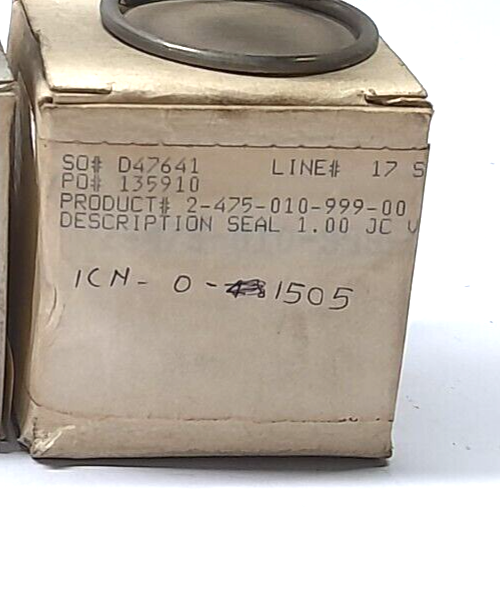 SO# D47641 LINE# 17 S
PO# 135910
PRODUCT# 2-475-010-999-00
DESCRIPTION SEAL 1.00 JC
ICN- 0- 1505